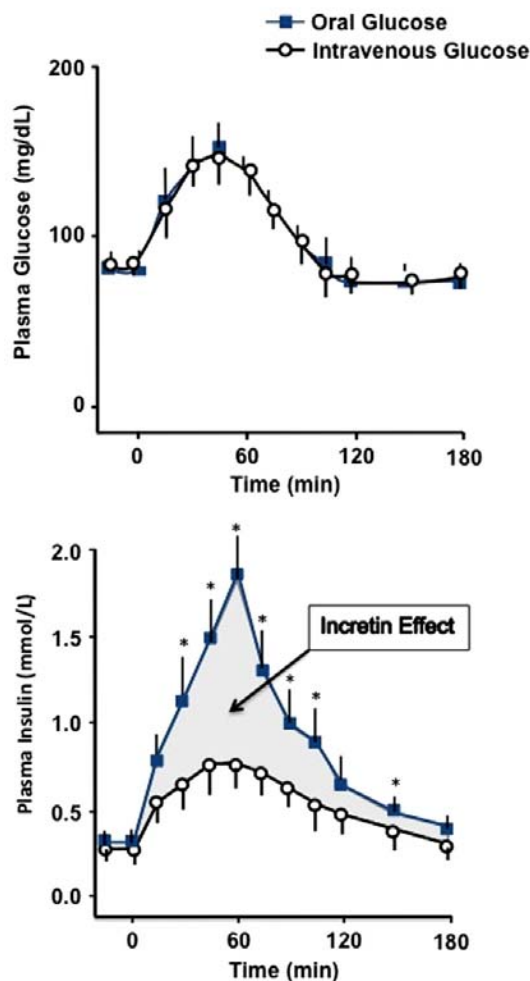 Oral Glucose
Intravenous Glucose
200
100
0
Plasma Glucose (mg/dL)
0 60 120 180
Time (min)
2.0
1.5
1.0
0.5
0.0
Plasma Insulin (mmol/L)
* * * * * * *
Incretin Effect
0 60 120 180
Time (min)